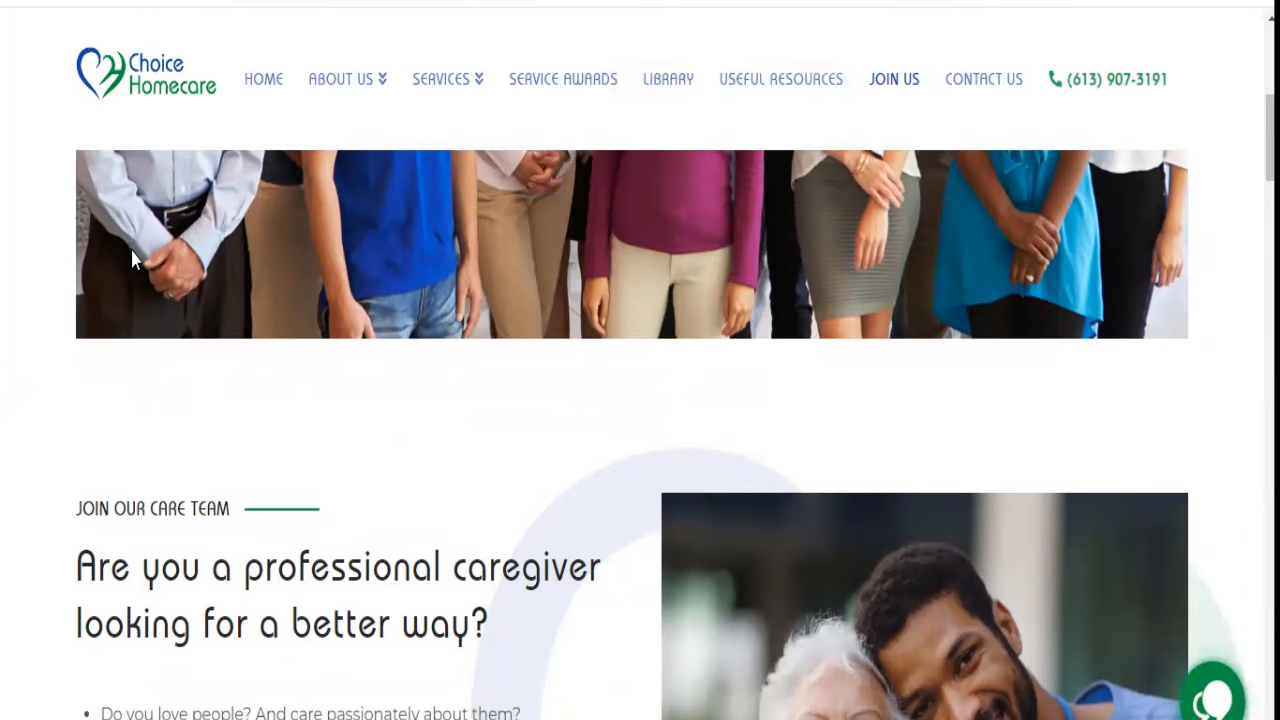 Choice
Homecare
HOME ABOUT US SERVICES SERVICE AWARDS LIBRARY USEFUL RESOURCES JOIN US CONTACT US (613) 907-3191
JOIN OUR CARE TEAM
Are you a professional caregiver
looking for a better way?
• Do you love people? And care passionately about them?